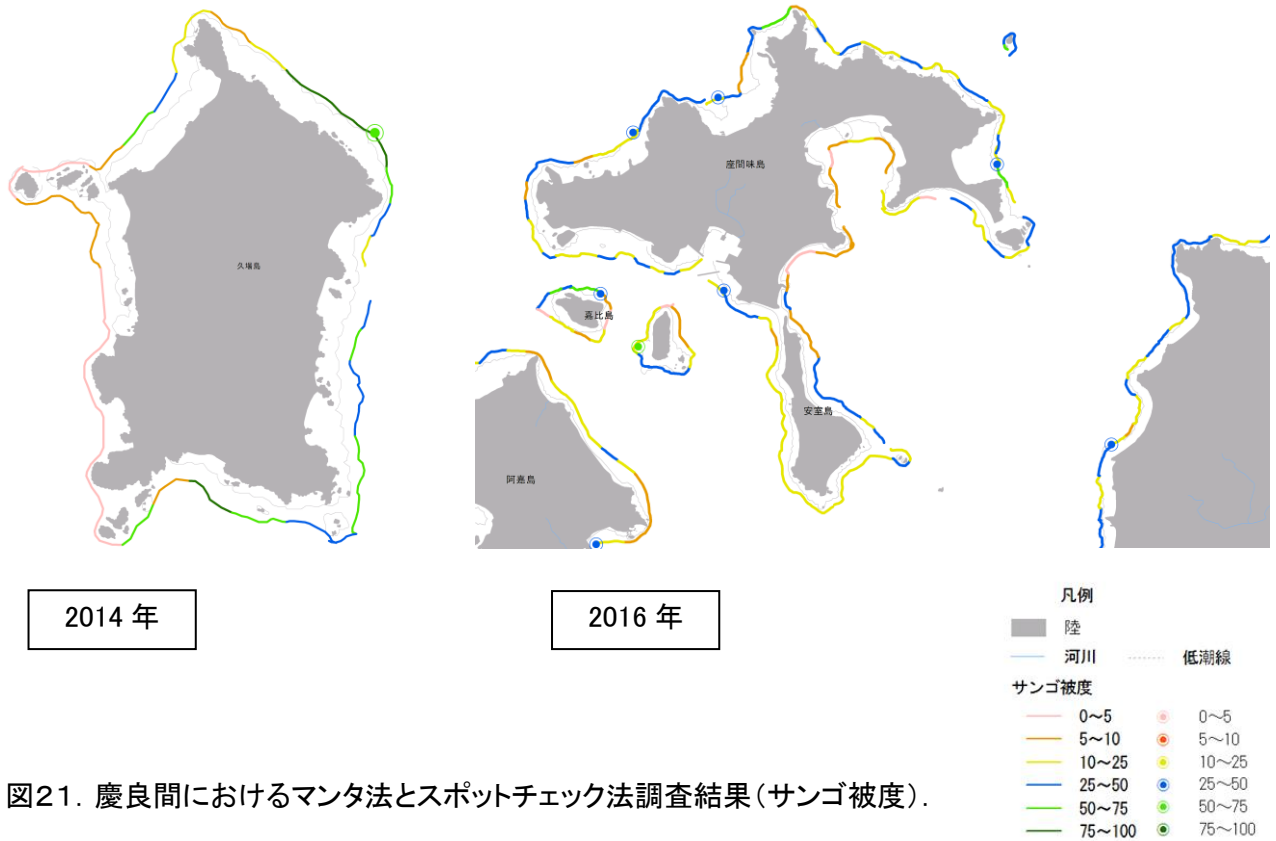 久場島
座間味島
嘉比島
安室島
阿嘉島
2014 年
2016 年
凡例
陸
河川 低潮線
サンゴ被度
0～5 0～5
5～10 5～10
10～25 10～25
25～50 25～50
50～75 50～75
75～100 75～100
図21．慶良間におけるマンタ法とスポットチェック法調査結果（サンゴ被度）．